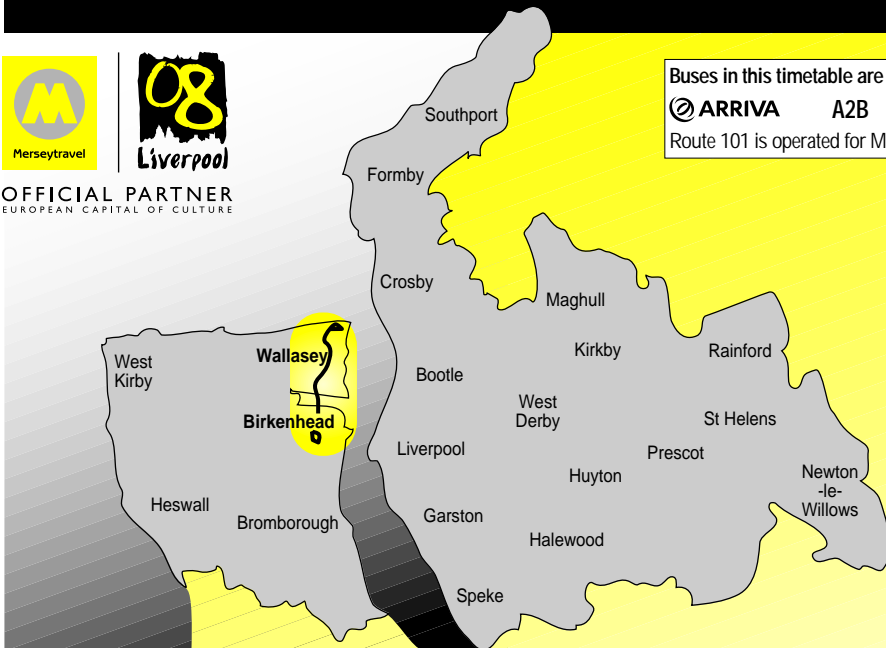 M
Merseytravel
08
Liverpool
OFFICIAL PARTNER
EUROPEAN CAPITAL OF CULTURE
Buses in this timetable are
ARRIVA A2B
Route 101 is operated for M
Southport
Formby
Crosby
Maghull
Kirkby
Rainford
West
Kirby
Wallasey
Bootle
West
Derby
St Helens
Birkenhead
Liverpool
Prescot
Huyton
Newton
-le-
Willows
Heswall
Bromborough
Garston
Halewood
Speke